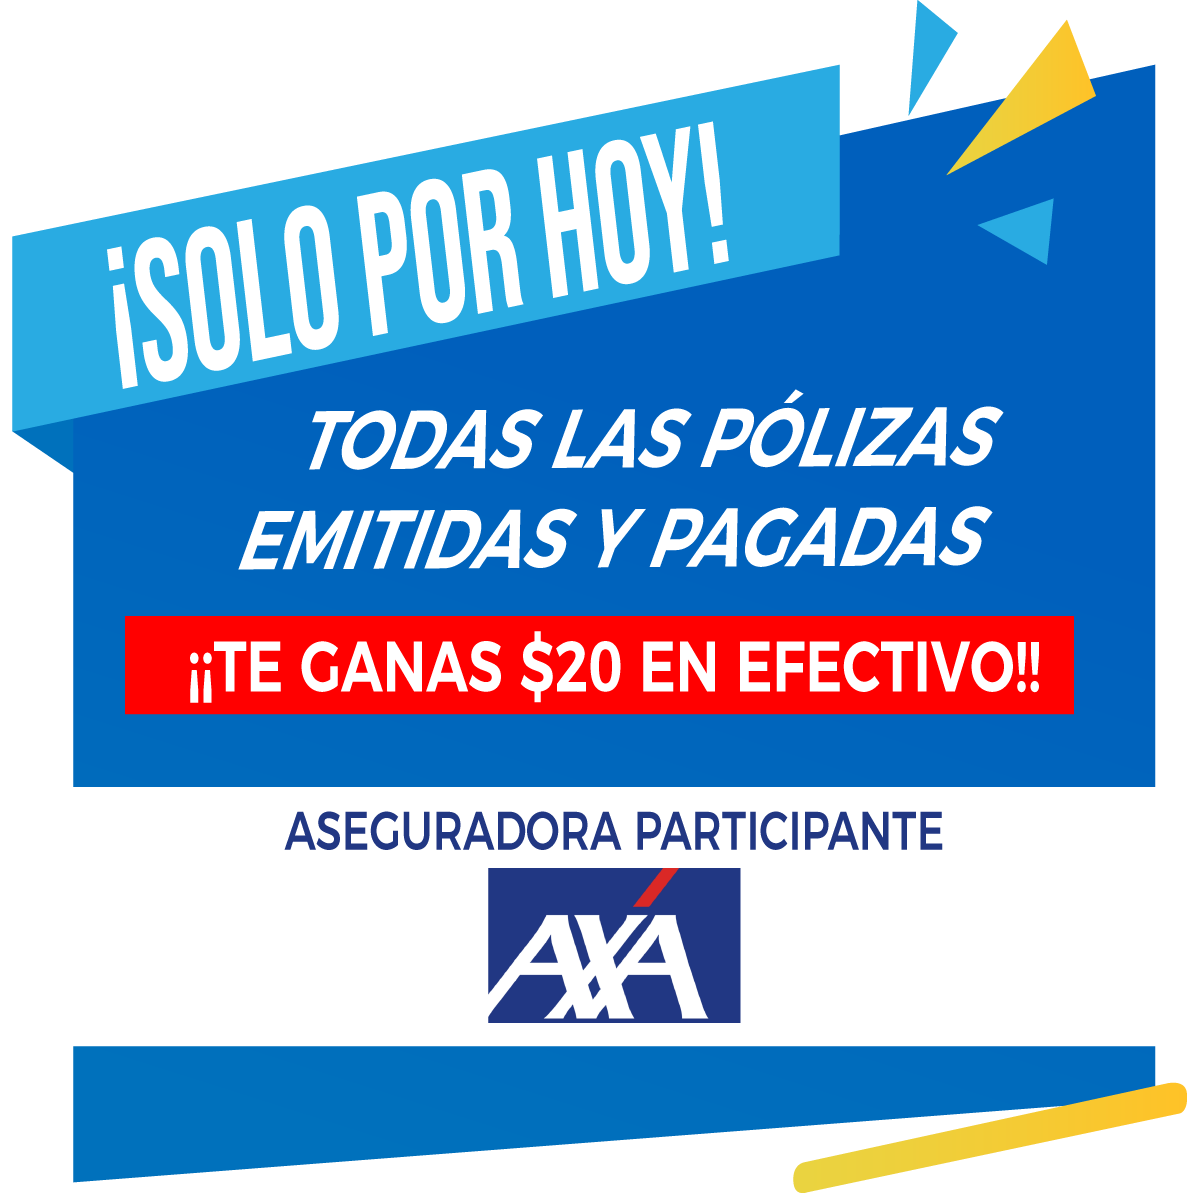 ¡SOLO POR HOY!
TODAS LAS PÓLIZAS
EMITIDAS Y PAGADAS
¡¡TE GANAS $20 EN EFECTIVO!!
ASEGURADORA PARTICIPANTE
AXA